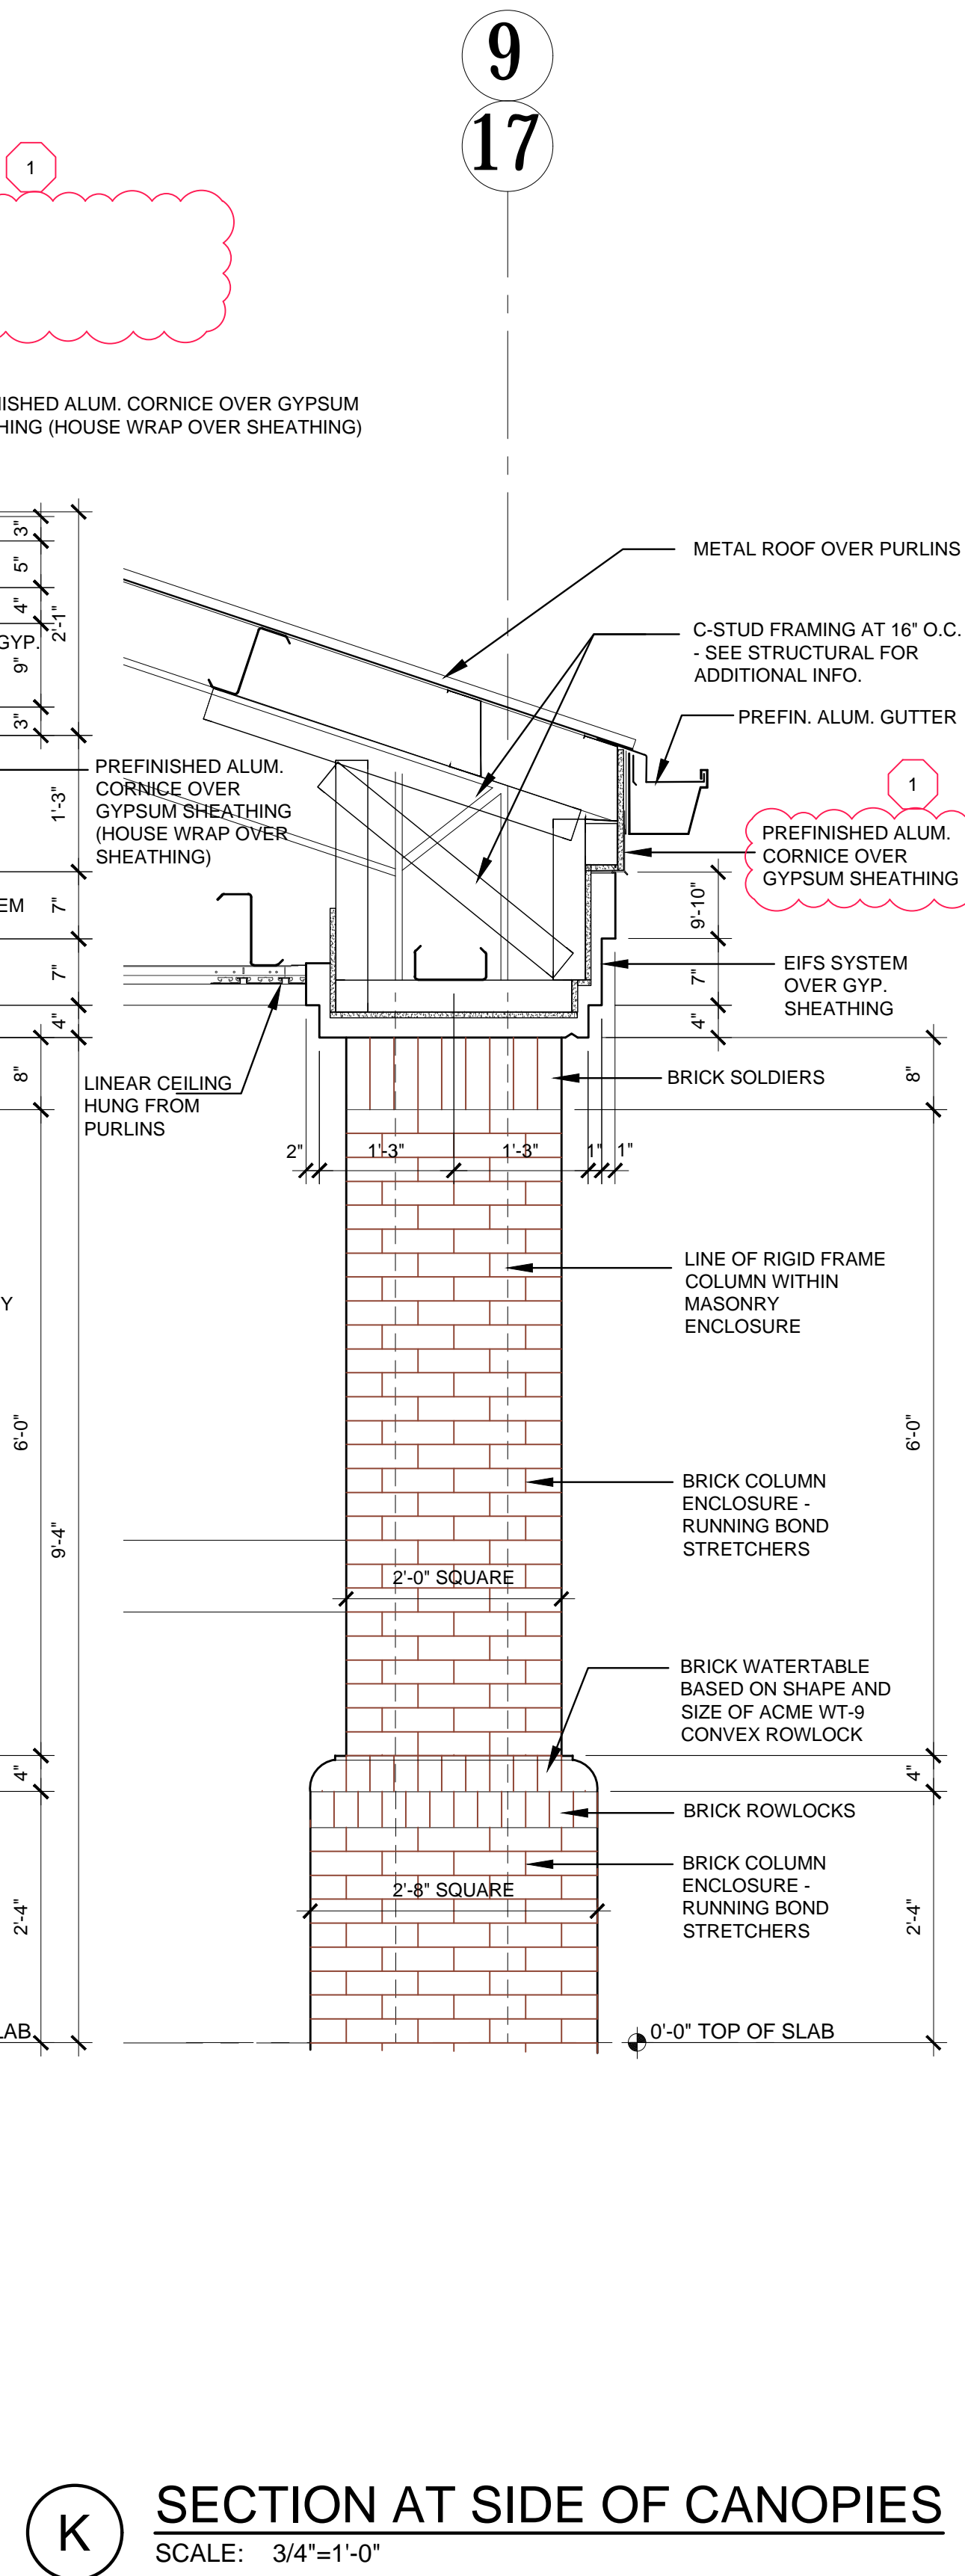 9
17
1
NISHED ALUM. CORNICE OVER GYPSUM
HING (HOUSE WRAP OVER SHEATHING)
3"
5"
4"
9"
3"
2'-1"
GYP.
METAL ROOF OVER PURLINS
C-STUD FRAMING AT 16" O.C.
- SEE STRUCTURAL FOR
ADDITIONAL INFO.
PREFIN. ALUM. GUTTER
PREFINISHED ALUM.
CORNICE OVER
GYPSUM SHEATHING
(HOUSE WRAP OVER
SHEATHING)
1'-3"
1
PREFINISHED ALUM.
CORNICE OVER
GYPSUM SHEATHING
EM
7"
7"
4"
9'-10"
7"
4"
EIFS SYSTEM
OVER GYP.
SHEATHING
LINEAR CEILING
HUNG FROM
PURLINS
8"
BRICK SOLDIERS
8"
2"
1'-3"
1'-3"
1"
1"
LINE OF RIGID FRAME
COLUMN WITHIN
MASONRY
ENCLOSURE
Y
6'-0"
9'-4"
6'-0"
BRICK COLUMN
ENCLOSURE -
RUNNING BOND
STRETCHERS
2'-0" SQUARE
BRICK WATERTABLE
BASED ON SHAPE AND
SIZE OF ACME WT-9
CONVEX ROWLOCK
4"
4"
BRICK ROWLOCKS
BRICK COLUMN
ENCLOSURE -
RUNNING BOND
STRETCHERS
2'-8" SQUARE
2'-4"
2'-4"
LAB
0'-0" TOP OF SLAB
K
SECTION AT SIDE OF CANOPIES
SCALE: 3/4"=1'-0"